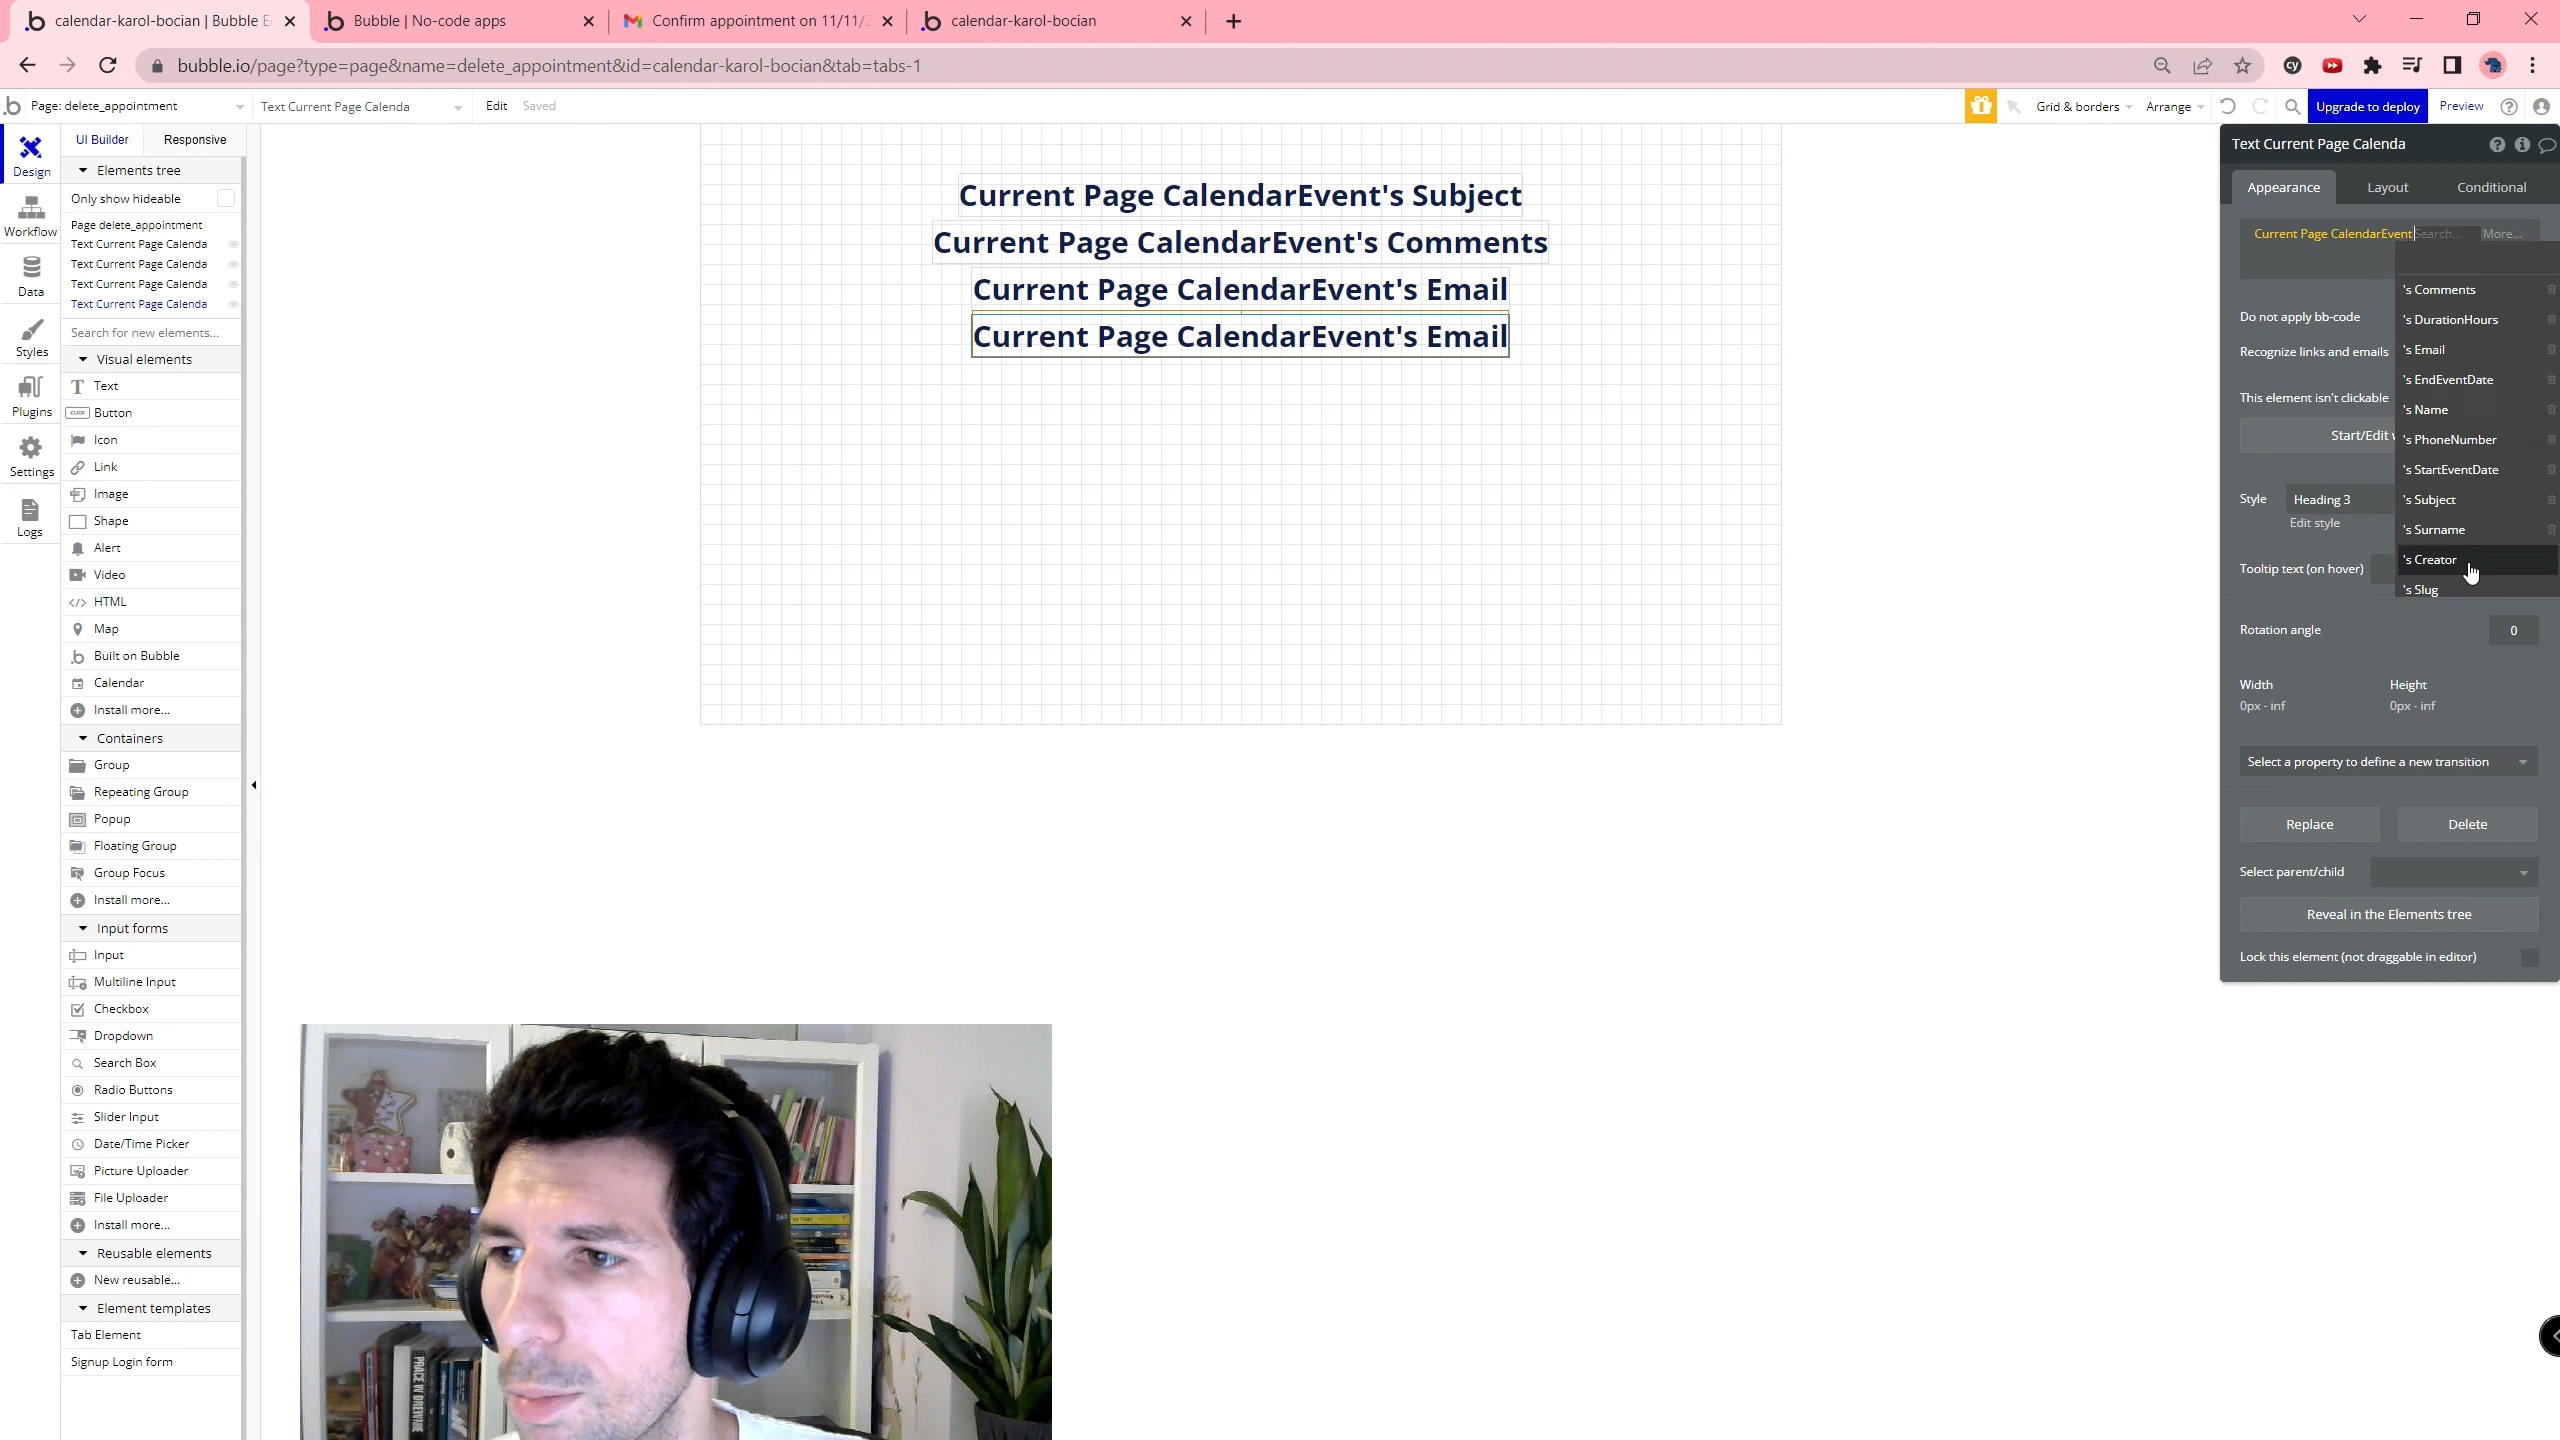 calendar-karol-bocian | Bubble E
Bubble | No-code apps
Confirm appointment on 11/11/2
calendar-karol-bocian
bubble.io/page?type=page&name=delete_appointment&id=calendar-karol-bocian&tab=tabs-1
Page: delete_appointment
Text Current Page Calenda
Edit
Saved
Grid & borders
Arrange
Upgrade to deploy
Preview
Design
Workflow
Data
Styles
Plugins
Settings
Logs
UI Builder
Responsive
Elements tree
Only show hideable
Page delete_appointment
Text Current Page Calenda
Text Current Page Calenda
Text Current Page Calenda
Text Current Page Calenda
Search for new elements...
Visual elements
Text
CLICK
Button
Icon
Link
Image
Shape
Alert
Video
HTML
Map
Built on Bubble
Calendar
Install more...
Containers
Group
Repeating Group
Popup
Floating Group
Group Focus
Install more...
Input forms
Input
Multiline Input
Checkbox
Dropdown
Search Box
Radio Buttons
Slider Input
Date/Time Picker
Picture Uploader
File Uploader
Install more...
Reusable elements
New reusable...
Element templates
Tab Element
Signup Login form
Current Page CalendarEvent's Subject
Current Page CalendarEvent's Comments
Current Page CalendarEvent's Email
Current Page CalendarEvent's Email
Text Current Page Calenda
Appearance
Layout
Conditional
Current Page CalendarEvent
Search...
More...
's Comments
's DurationHours
's Email
's EndEventDate
's Name
's PhoneNumber
's StartEventDate
's Subject
's Surname
's Creator
's Slug
Do not apply bb-code
Recognize links and emails
This element isn't clickable
Start/Edit
Style
Heading 3
Edit style
Tooltip text (on hover)
Rotation angle
0
Width
Height
0px - inf
0px - inf
Select a property to define a new transition
Replace
Delete
Select parent/child
Reveal in the Elements tree
Lock this element (not draggable in editor)
PRACE W DREWNIE